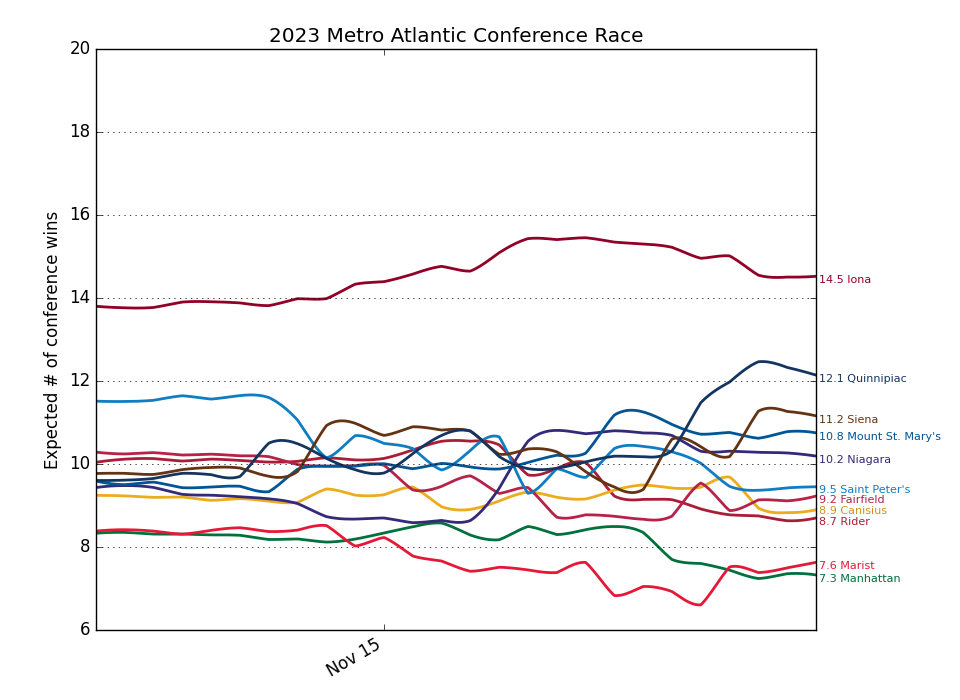 2023 Metro Atlantic Conference Race
Expected # of conference wins
20
18
16
14
12
10
8
6
Nov 15
14.5 Iona
12.1 Quinnipiac
11.2 Siena
10.8 Mount St. Mary's
10.2 Niagara
9.5 Saint Peter's
9.2 Fairfield
8.9 Canisius
8.7 Rider
7.6 Marist
7.3 Manhattan